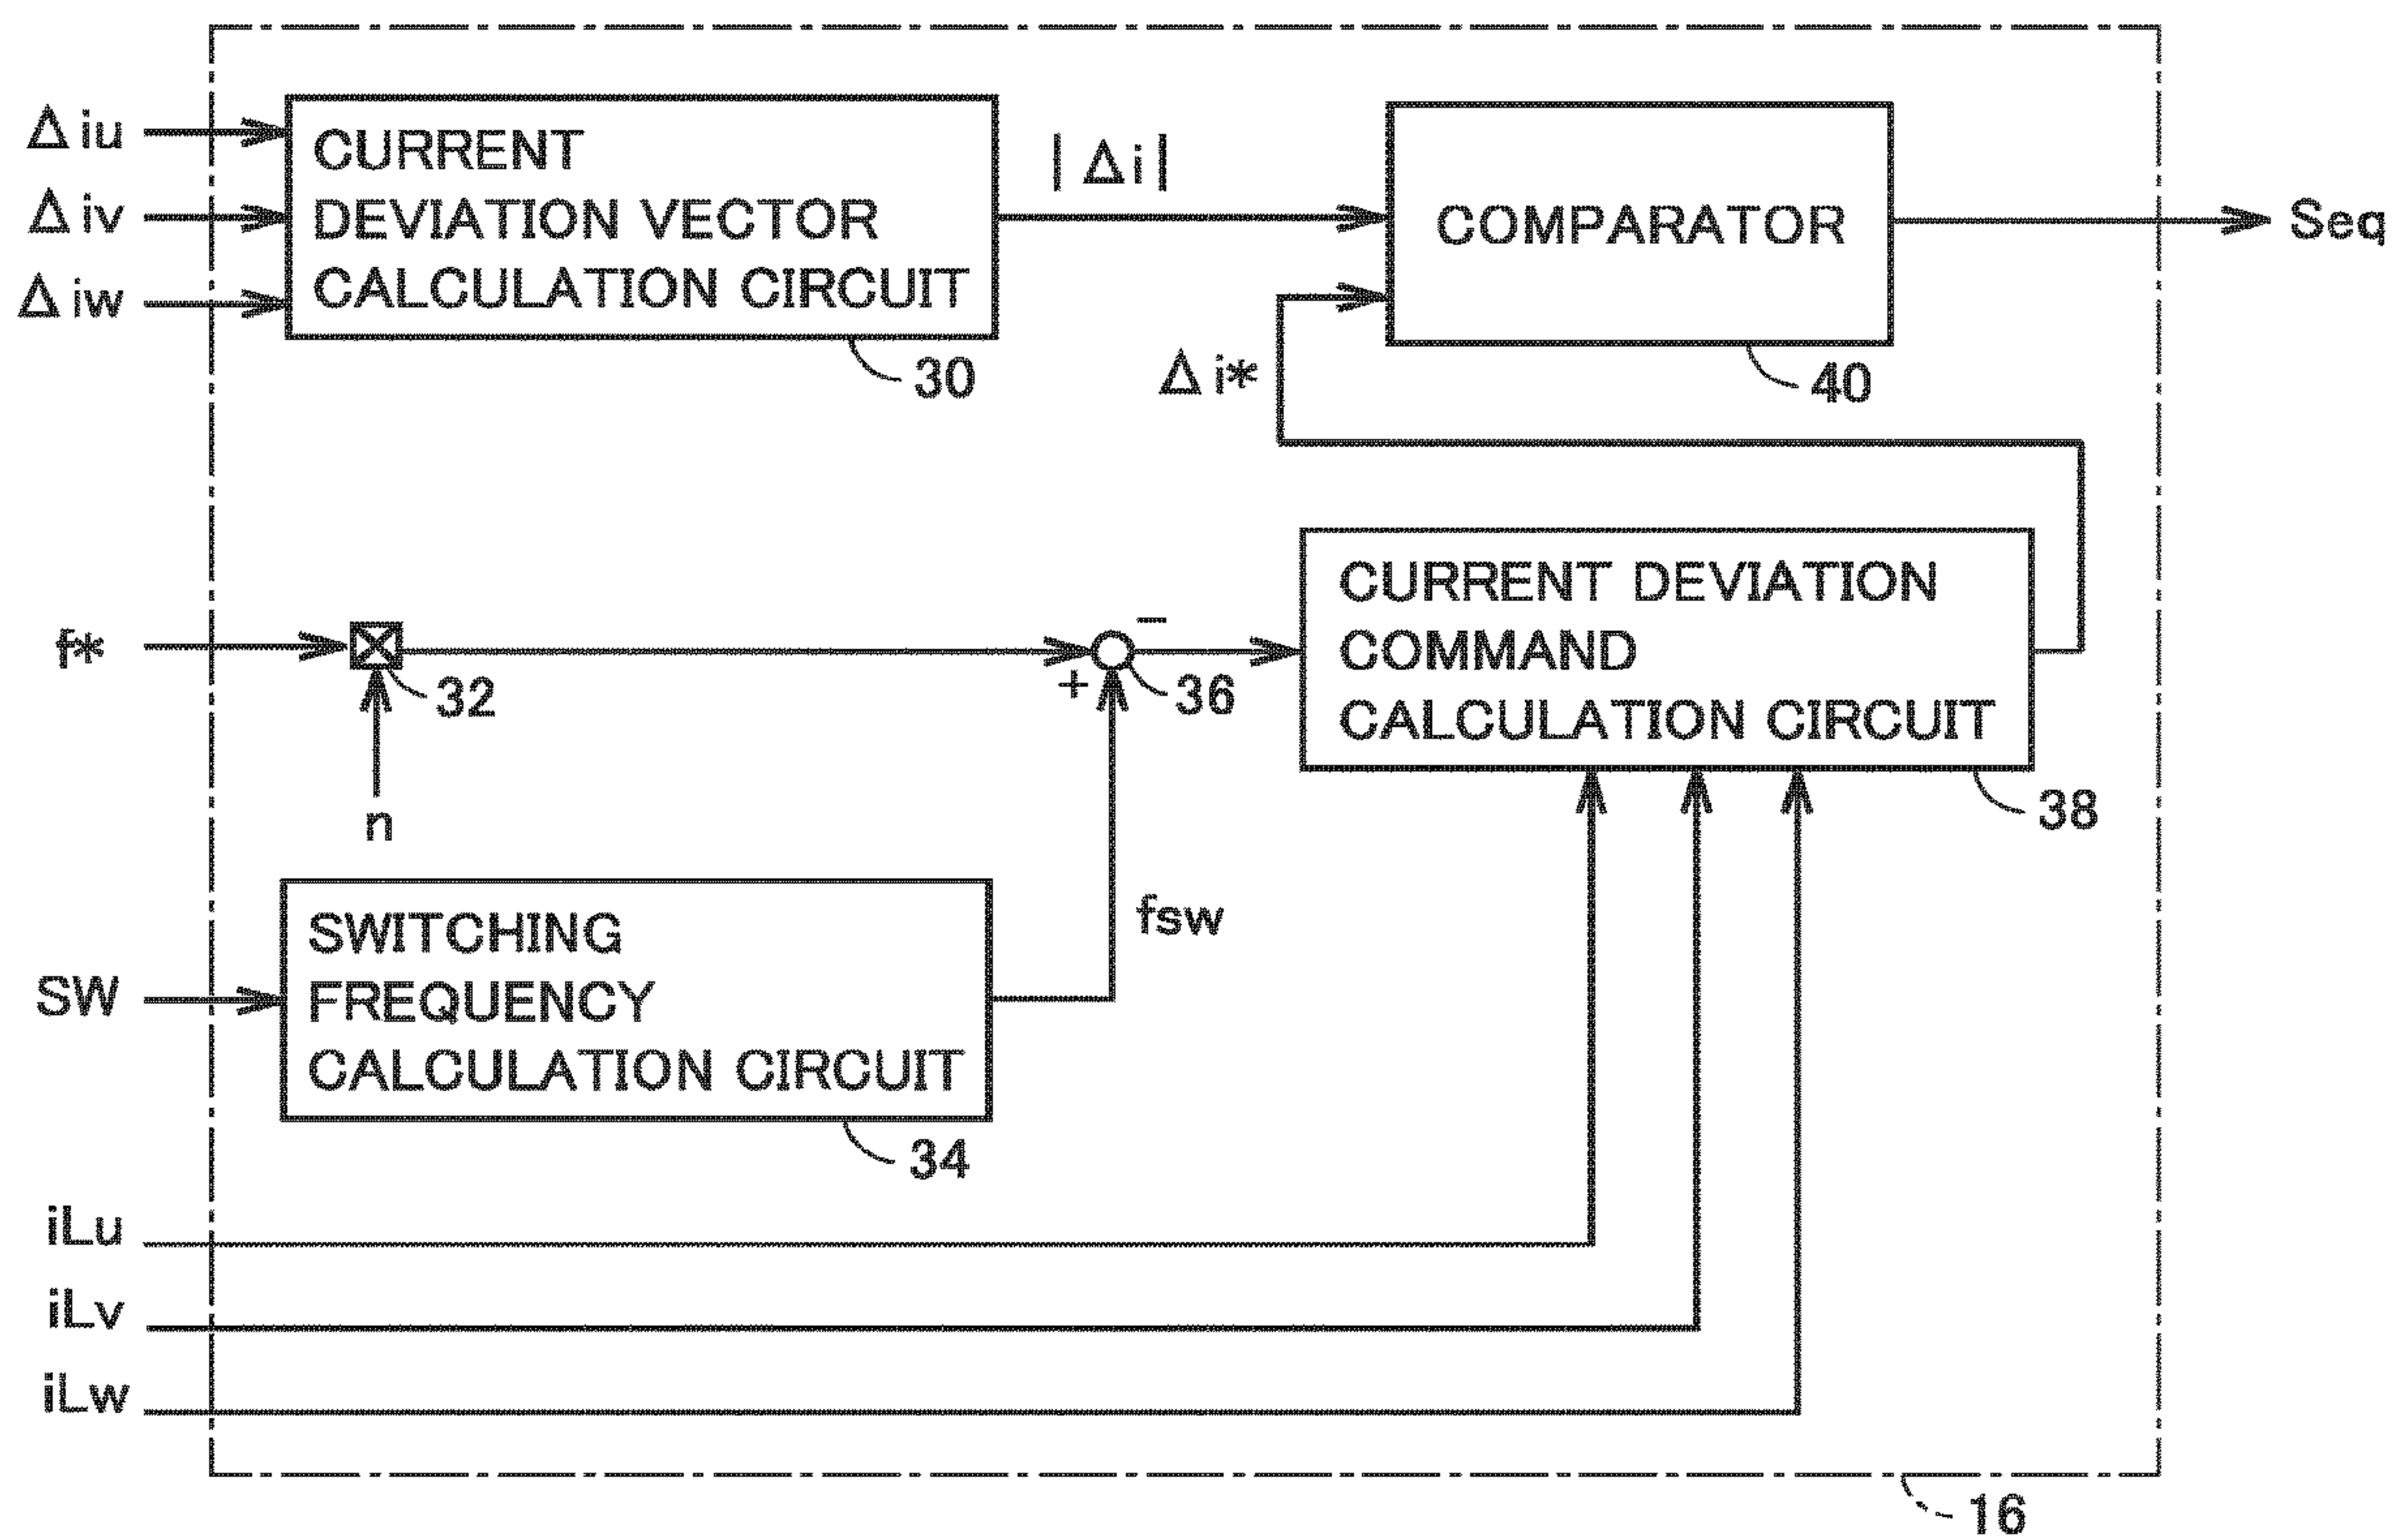 Δiu
Δiv
Δiw
CURRENT
DEVIATION VECTOR
CALCULATION CIRCUIT
30
|Δi|
COMPARATOR
40
Seq
Δi*
f*
32
n
+
−
36
CURRENT DEVIATION
COMMAND
CALCULATION CIRCUIT
38
SW
SWITCHING
FREQUENCY
CALCULATION CIRCUIT
34
fsw
iLu
iLv
iLw
16